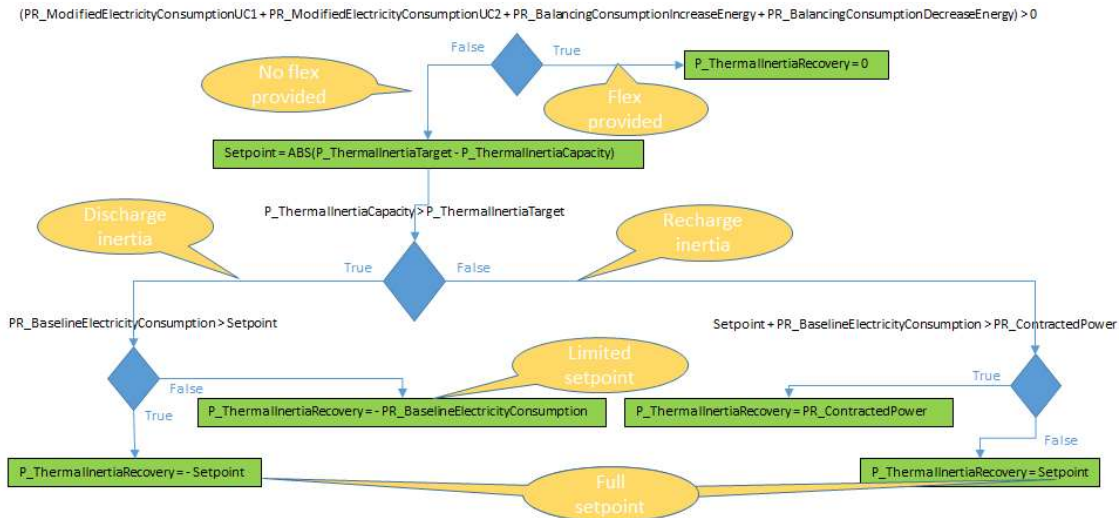 (PR_ModifiedElectricityConsumptionUC1 + PR_ModifiedElectricityConsumptionUC2 + PR_BalancingConsumptionIncreaseEnergy + PR_BalancingConsumptionDecreaseEnergy) > 0
False
True
No flex
provided
P_ThermalInertiaRecovery = 0
Flex
provided
Setpoint = ABS(P_ThermalInertiaTarget - P_ThermalInertiaCapacity)
P_ThermalInertiaCapacity > P_ThermalInertiaTarget
Discharge
inertia
Recharge
inertia
True
False
PR_BaselineElectricityConsumption > Setpoint
Setpoint + PR_BaselineElectricityConsumption > PR_ContractedPower
False
True
Limited
setpoint
True
False
P_ThermalInertiaRecovery = - PR_BaselineElectricityConsumption
P_ThermalInertiaRecovery = PR_ContractedPower
P_ThermalInertiaRecovery = - Setpoint
P_ThermalInertiaRecovery = Setpoint
Full
setpoint